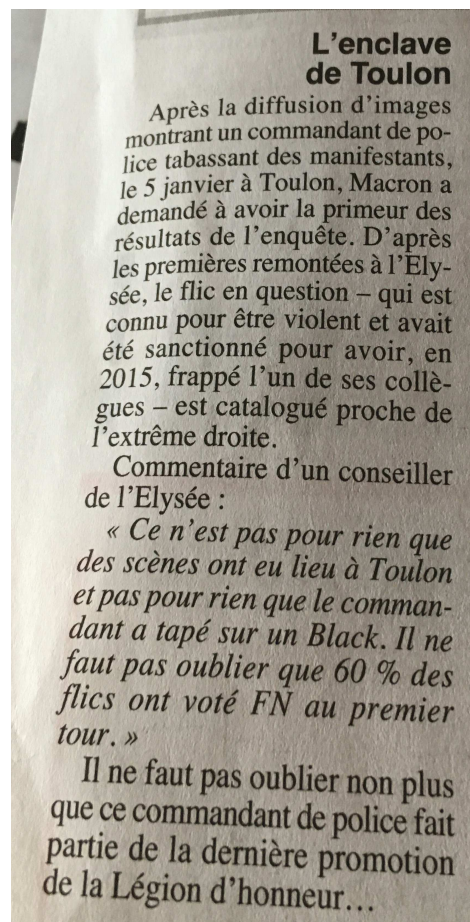 L'enclave
de Toulon
Après la diffusion d'images
montrant un commandant de po-
lice tabassant des manifestants,
le 5 janvier à Toulon, Macron a
demandé à avoir la primeur des
résultats de l'enquête. D'après
les premières remontées à l'Ely-
sée, le flic en question – qui est
connu pour être violent et avait
été sanctionné pour avoir, en
2015, frappé l'un de ses collè-
gues – est catalogué proche de
l'extrême droite.
Commentaire d'un conseiller
de l'Elysée :
« Ce n'est pas pour rien que
des scènes ont eu lieu à Toulon
et pas pour rien que le comman-
dant a tapé sur un Black. Il ne
faut pas oublier que 60 % des
flics ont voté FN au premier
tour. »
Il ne faut pas oublier non plus
que ce commandant de police fait
partie de la dernière promotion
de la Légion d'honneur...